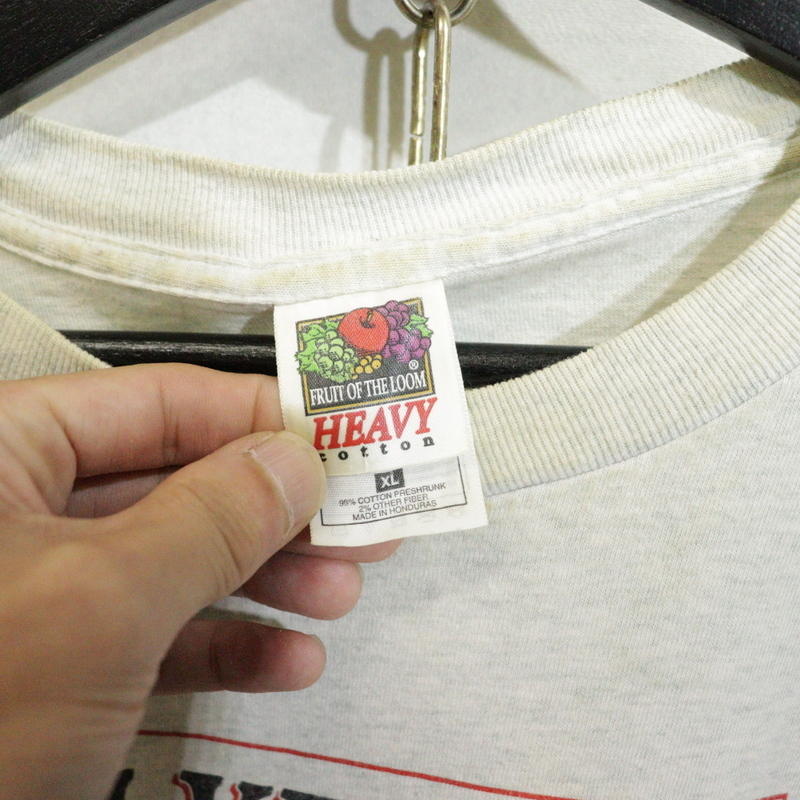 ®
FRUIT OF THE LOOM
HEAVY
cotton
XL
98% COTTON PRESHRUNK
2% OTHER FIBER
MADE IN HONDURAS